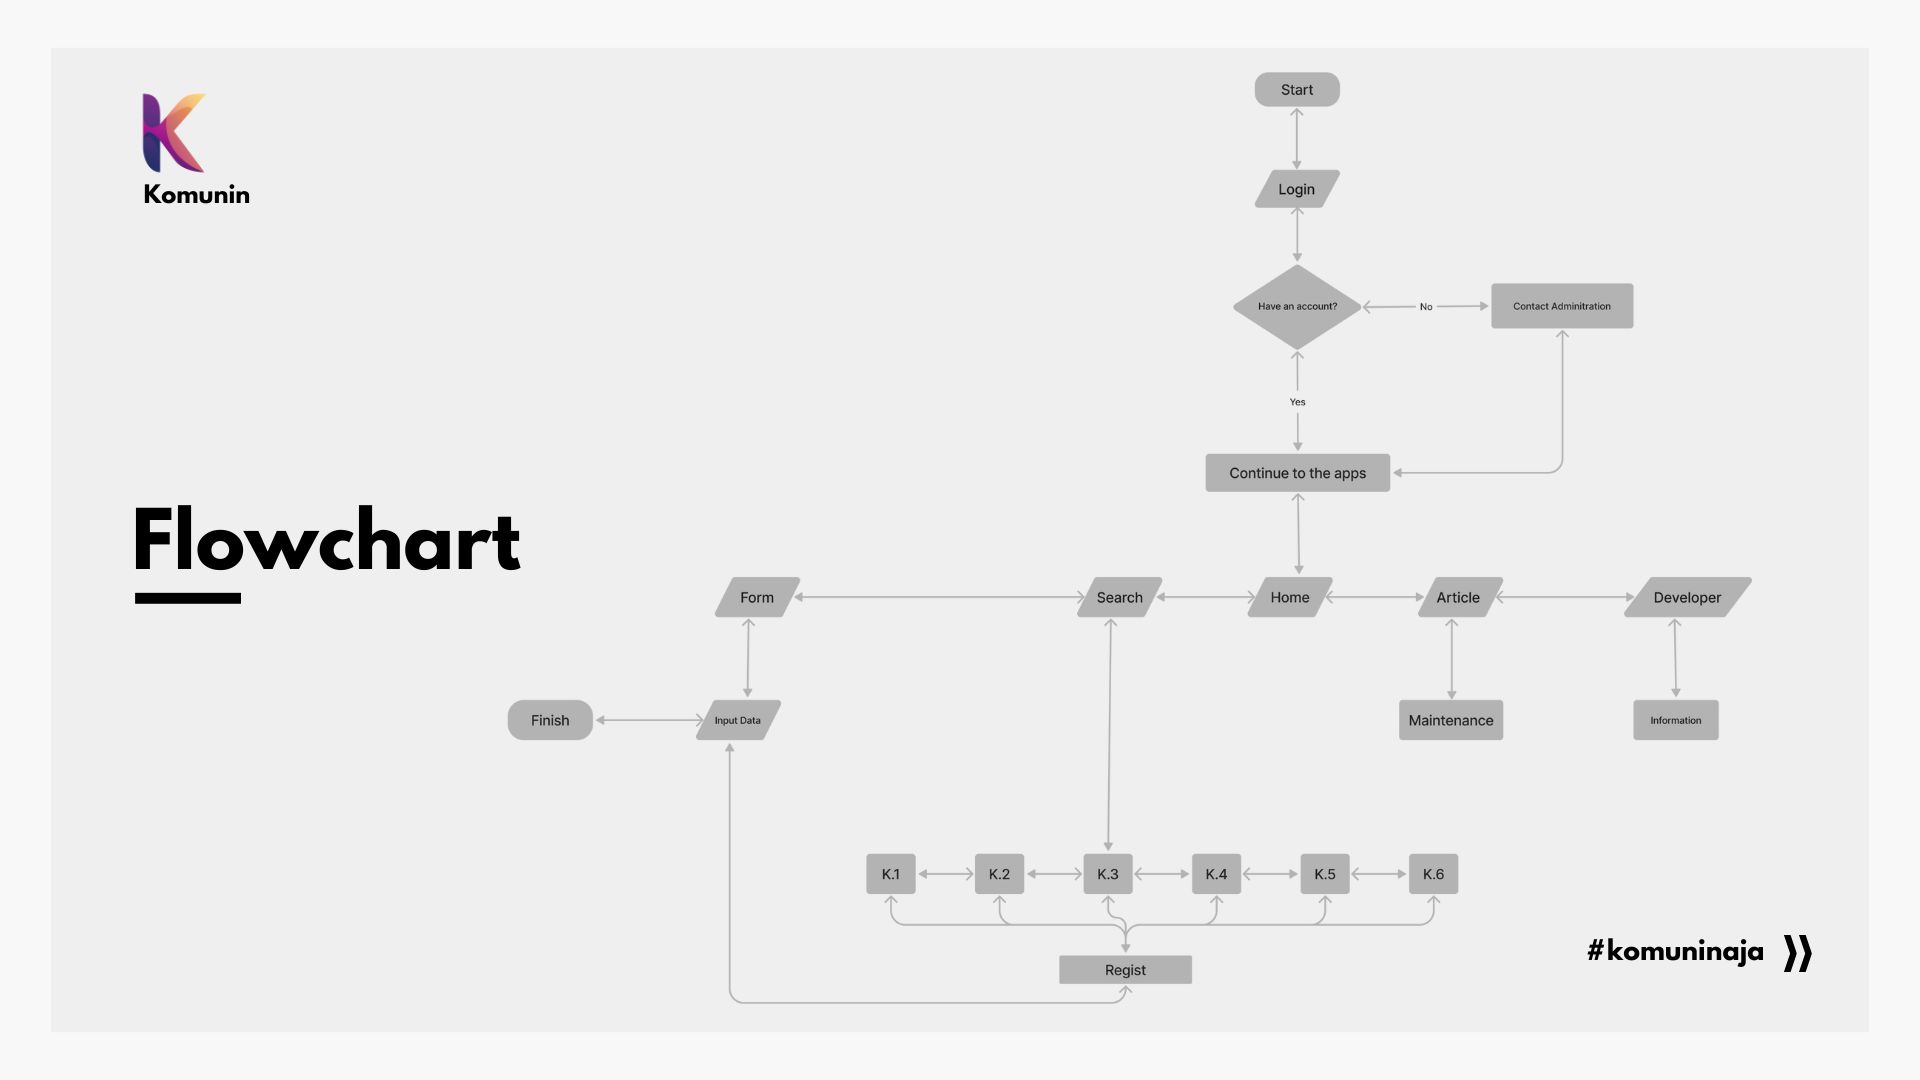 Komunin
Flowchart
Start
Login
Have an account?
No
Contact Adminitration
Yes
Continue to the apps
Form
Search
Home
Article
Developer
Finish
Input Data
Maintenance
Information
K.1
K.2
K.3
K.4
K.5
K.6
Regist
#komuninaja